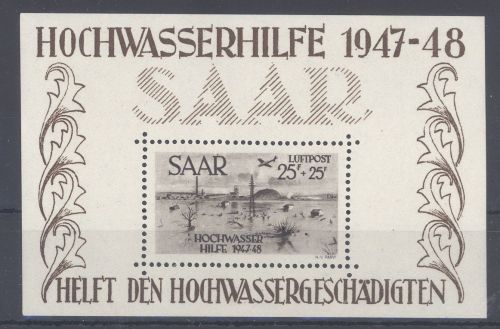 HOCHWASSERHILFE 1947-48
SAAR
SAAR
LUFTPOST
25F+25F
HOCHWASSER
HILFE 1947-48
HELFT DEN HOCHWASSERGESCHÄDIGTEN